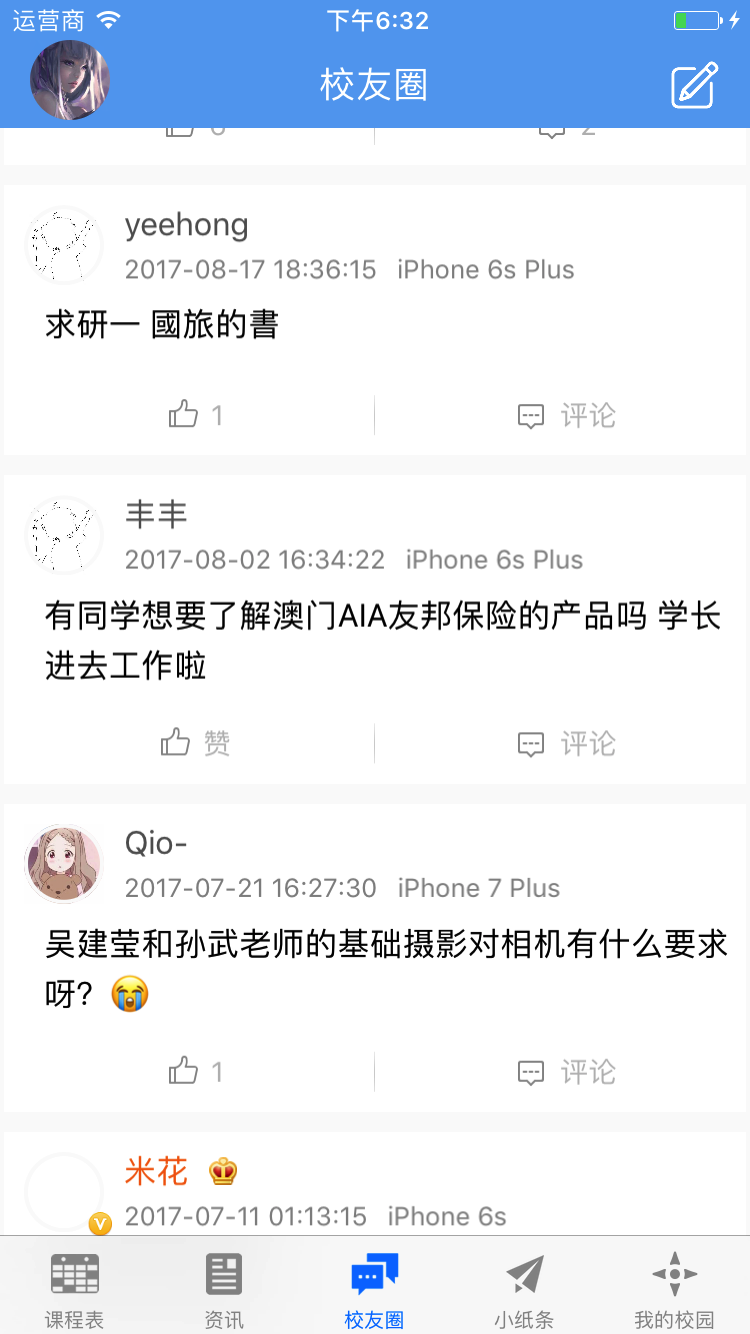 运营商 下午6:32
校友圈
yeehong
2017-08-17 18:36:15 iPhone 6s Plus
求研一 國旅的書
1 评论
丰丰
2017-08-02 16:34:22 iPhone 6s Plus
有同学想要了解澳门AIA友邦保险的产品吗 学长
进去工作啦
赞 评论
Qio-
2017-07-21 16:27:30 iPhone 7 Plus
吴建莹和孙武老师的基础摄影对相机有什么要求
呀? 😭
1 评论
米花
V
2017-07-11 01:13:15 iPhone 6s
课程表 资讯 校友圈 小纸条 我的校园